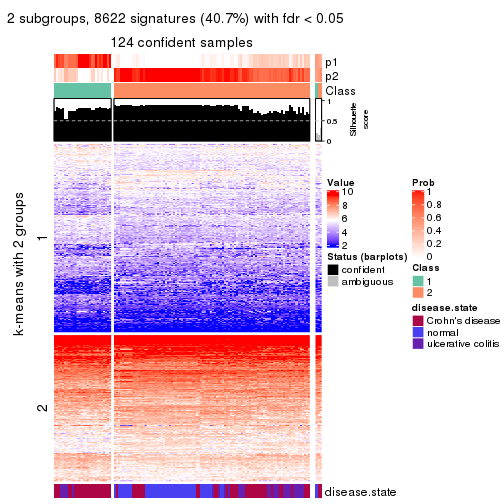 2 subgroups, 8622 signatures (40.7%) with fdr < 0.05
124 confident samples
p1
p2
Class
1
0.5
0
Silhouette
score
k-means with 2 groups
1
2
disease.state
Value
10
8
6
4
2
Status (barplots)
confident
ambiguous
Prob
1
0.8
0.6
0.4
0.2
0
Class
1
2
disease.state
Crohn's disease
normal
ulcerative colitis